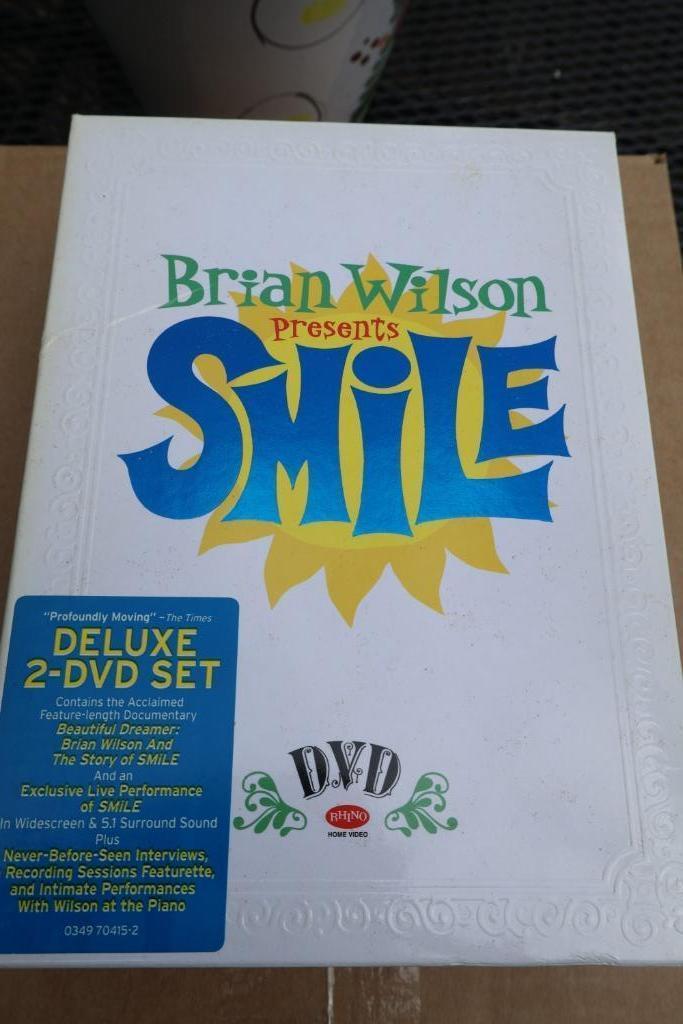 Brian Wilson
Presents
SMiLE
"Profoundly Moving" –The Times
DELUXE
2-DVD SET
Contains the Acclaimed
Feature-length Documentary
Beautiful Dreamer:
Brian Wilson And
The Story of SMiLE
And an
Exclusive Live Performance
of SMiLE
In Widescreen & 5.1 Surround Sound
Plus
Never-Before-Seen Interviews,
Recording Sessions Featurette,
and Intimate Performances
With Wilson at the Piano
0349 70415-2
DVD
RHINO
HOME VIDEO